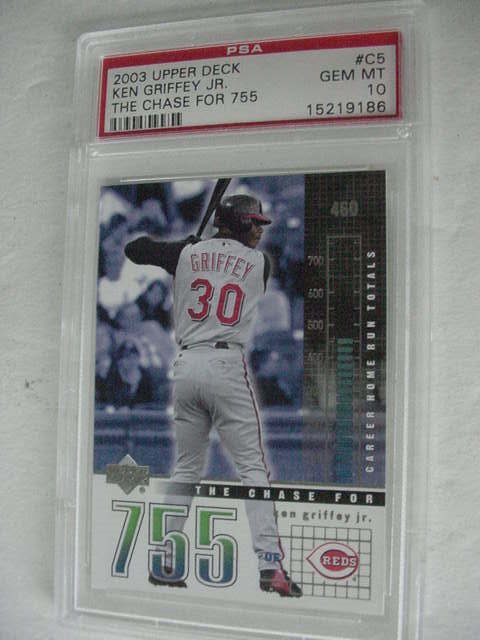 PSA
2003 UPPER DECK #C5
KEN GRIFFEY JR. GEM MT
THE CHASE FOR 755 10
15219186
GRIFFEY
30
460
700
600
500
400
CAREER HOME RUN TOTALS
THE CHASE FOR
755
ken griffey jr.
REDS